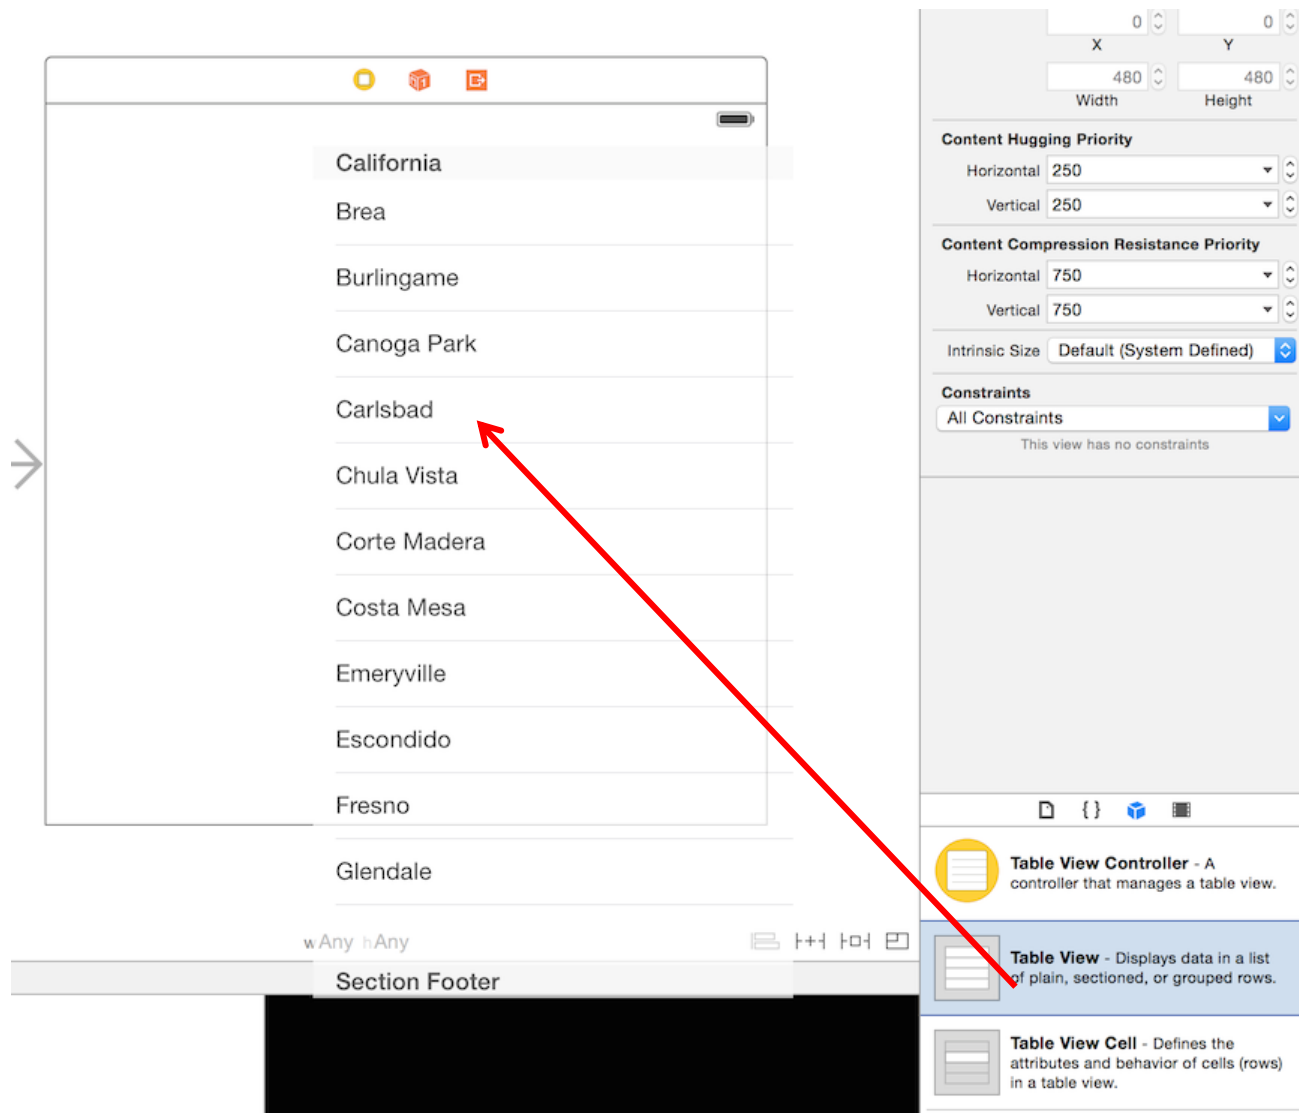 California
Brea
Burlingame
Canoga Park
Carlsbad
Chula Vista
Corte Madera
Costa Mesa
Emeryville
Escondido
Fresno
Glendale
wAny hAny
Section Footer
0 0
X Y
480 480
Width Height
Content Hugging Priority
Horizontal 250
Vertical 250
Content Compression Resistance Priority
Horizontal 750
Vertical 750
Intrinsic Size Default (System Defined)
Constraints
All Constraints
This view has no constraints
{ }
Table View Controller - A
controller that manages a table view.
Table View - Displays data in a list
of plain, sectioned, or grouped rows.
Table View Cell - Defines the
attributes and behavior of cells (rows)
in a table view.